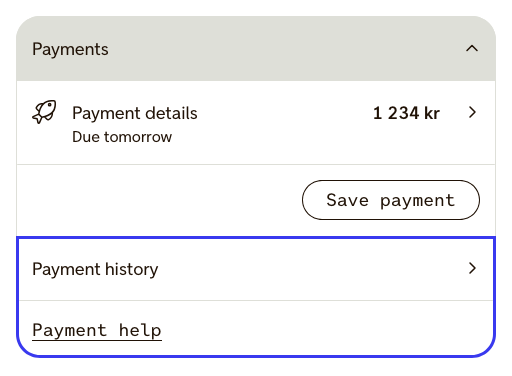 Payments
Payment details
1 234 kr
Due tomorrow
Save payment
Payment history
Payment help